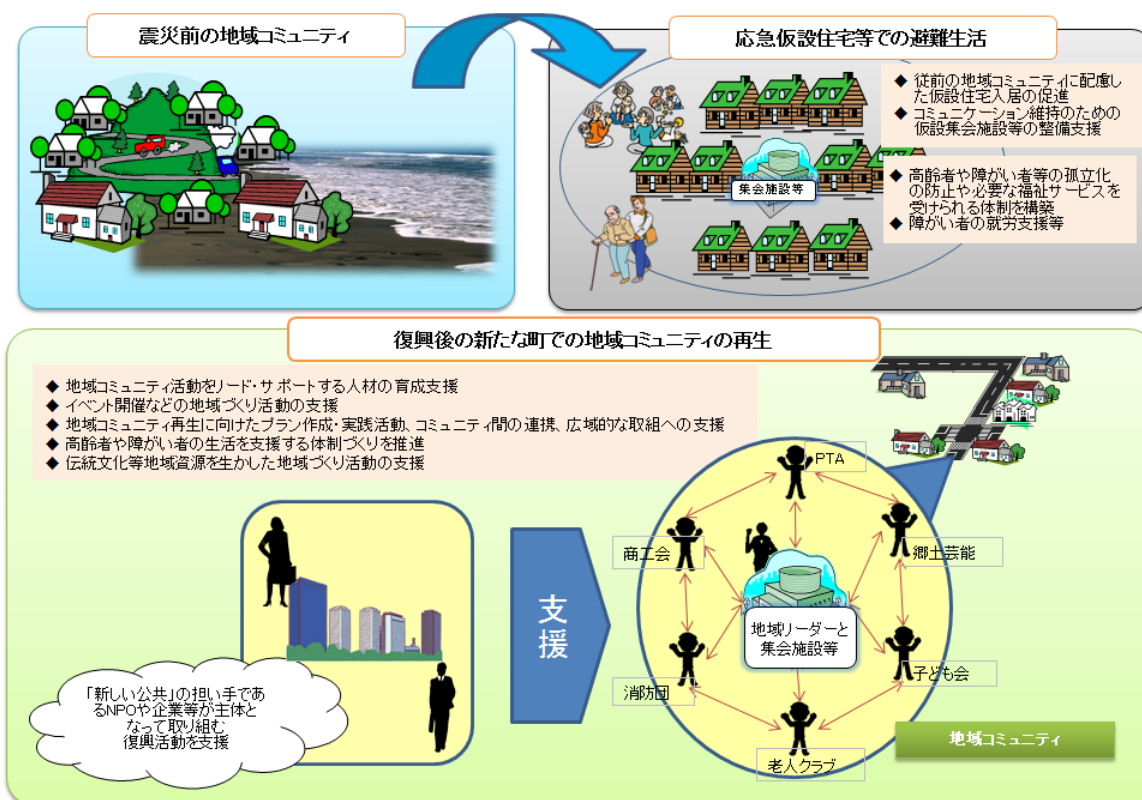 震災前の地域コミュニティ
応急仮設住宅等での避難生活
◆ 従前の地域コミュニティに配慮し
た仮設住宅入居の促進
◆ コミュニケーション維持のための
仮設集会施設等の整備支援
◆ 高齢者や障がい者等の孤立化
の防止や必要な福祉サービスを
受けられる体制を構築
◆ 障がい者の就労支援等
集会施設等
復興後の新たな町での地域コミュニティの再生
◆ 地域コミュニティ活動をリード・サポートする人材の育成支援
◆ イベント開催などの地域づくり活動の支援
◆ 地域コミュニティ再生に向けたプラン作成・実践活動、コミュニティ間の連携、広域的な取組への支援
◆ 高齢者や障がい者の生活を支援する体制づくりを推進
◆ 伝統文化等地域資源を生かした地域づくり活動の支援
「新しい公共」の担い手であ
るNPOや企業等が主体と
なって取り組む
復興活動を支援
支援
PTA
商工会
郷土芸能
地域リーダーと
集会施設等
消防団
子ども会
老人クラブ
地域コミュニティ